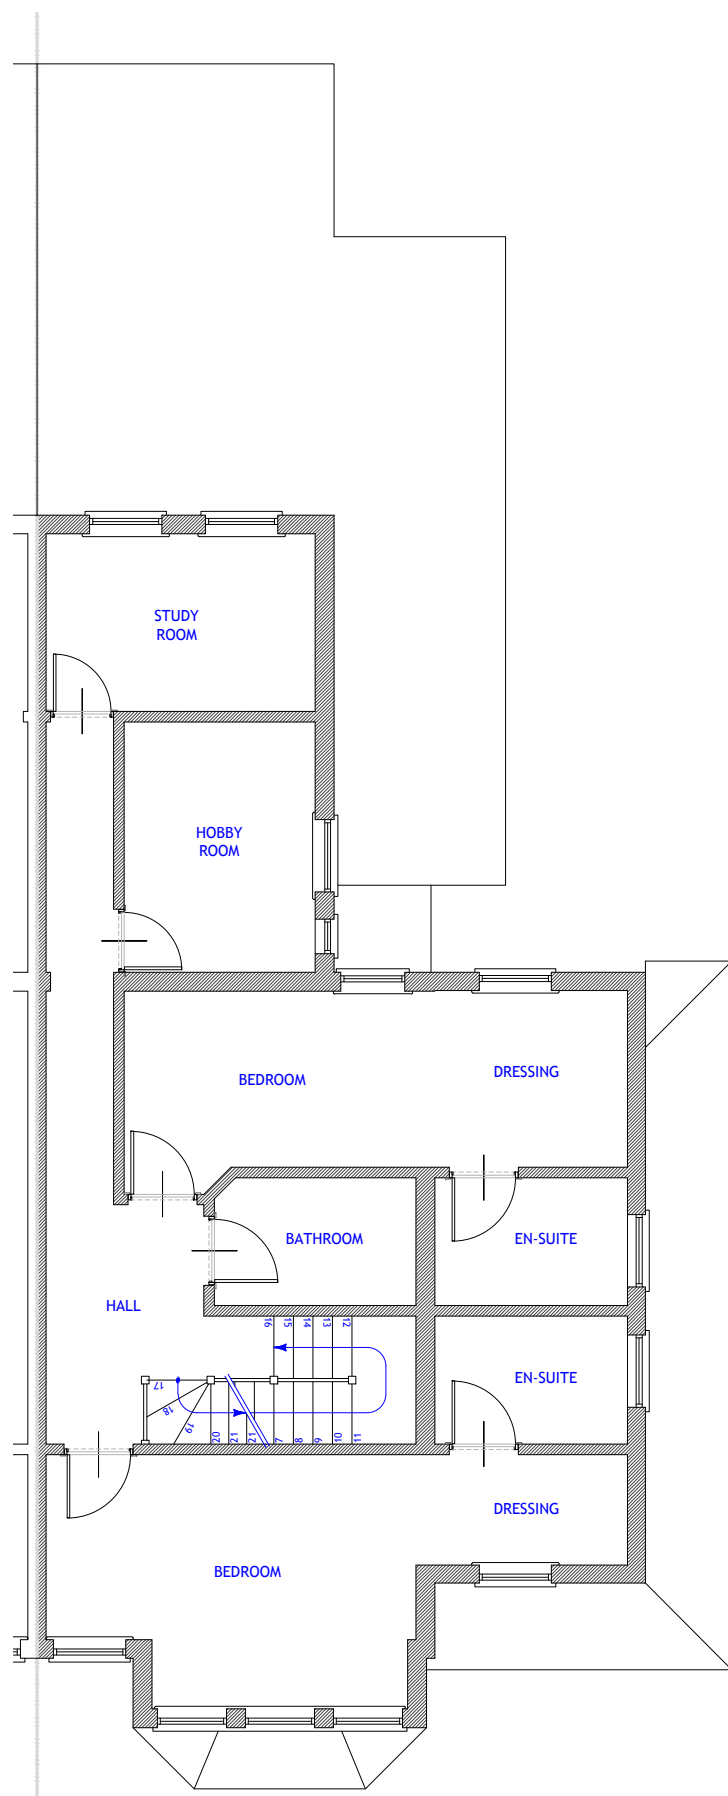 STUDY
ROOM
HOBBY
ROOM
BEDROOM
DRESSING
BATHROOM
EN-SUITE
HALL
16
15
14
13
12
EN-SUITE
17
18
19
20
21
21
7
8
9
10
11
DRESSING
BEDROOM